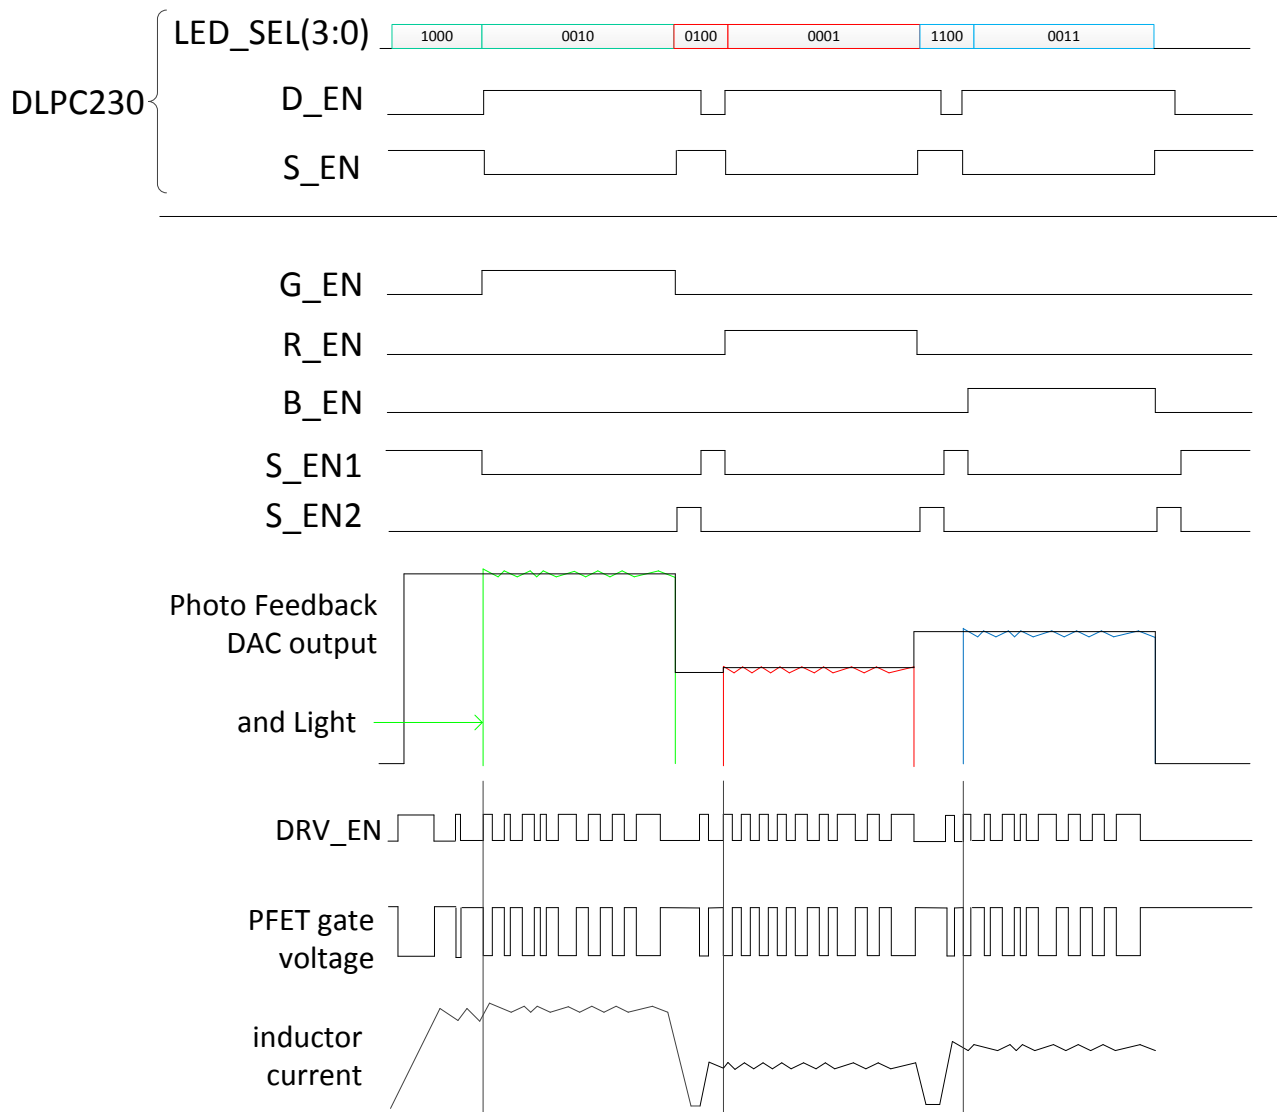 LED_SEL(3:0)
1000 0010 0100 0001 1100 0011
DLPC230
D_EN
S_EN
G_EN
R_EN
B_EN
S_EN1
S_EN2
Photo Feedback
DAC output
and Light
DRV_EN
PFET gate
voltage
inductor
current